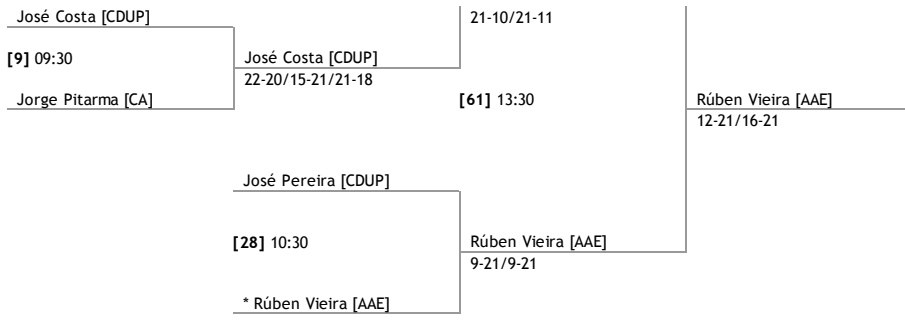 José Costa [CDUP]
21-10/21-11
[9] 09:30
José Costa [CDUP]
22-20/15-21/21-18
Jorge Pitarma [CA]
[61] 13:30
Rúben Vieira [AAE]
12-21/16-21
José Pereira [CDUP]
[28] 10:30
Rúben Vieira [AAE]
9-21/9-21
* Rúben Vieira [AAE]